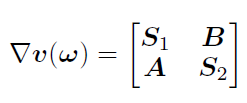 ∇v(ω) = [ S₁ B
A S₂ ]